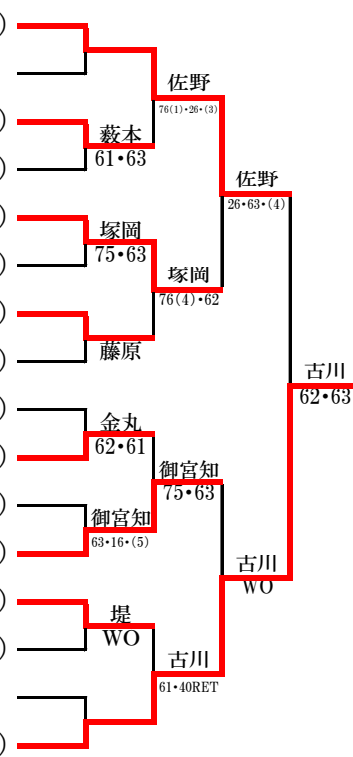 佐野
76(1)・26・(3)
薮本
61・63
佐野
26・63・(4)
塚岡
75・63
塚岡
76(4)・62
藤原
古川
62・63
金丸
62・61
御宮知
75・63
御宮知
63・16・(5)
古川
WO
堤
WO
古川
61・40RET